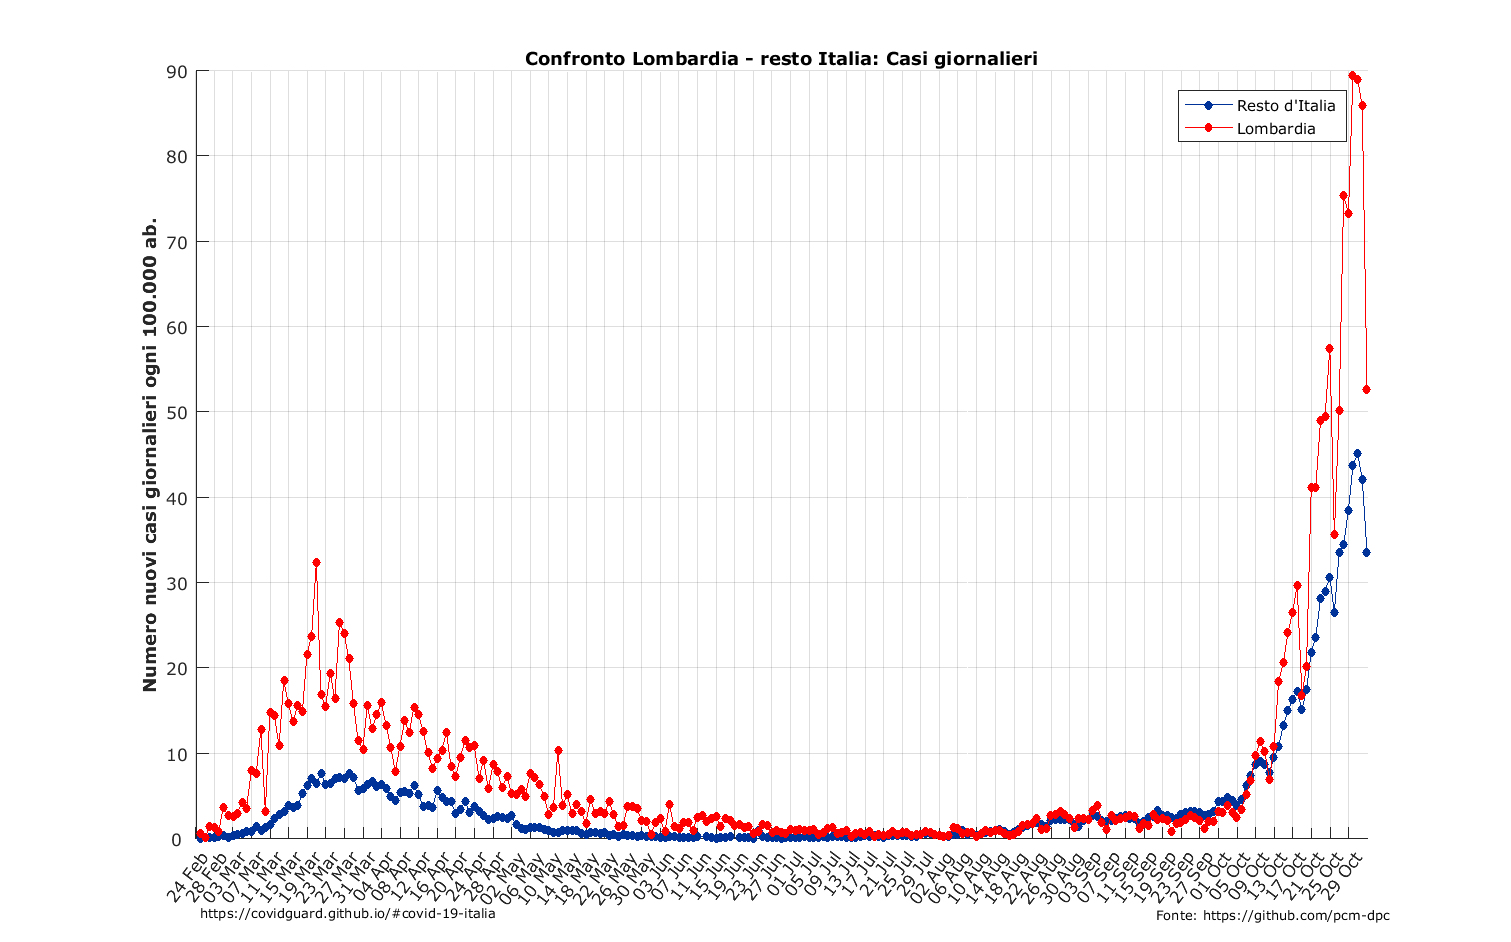 Confronto Lombardia - resto Italia: Casi giornalieri
Numero nuovi casi giornalieri ogni 100.000 ab.
90
80
70
60
50
40
30
20
10
0
Resto d'Italia
Lombardia
24 Feb
28 Feb
03 Mar
07 Mar
11 Mar
15 Mar
19 Mar
23 Mar
27 Mar
31 Mar
04 Apr
08 Apr
12 Apr
16 Apr
20 Apr
24 Apr
28 Apr
02 May
06 May
10 May
14 May
18 May
22 May
26 May
30 May
03 Jun
07 Jun
11 Jun
15 Jun
19 Jun
23 Jun
27 Jun
01 Jul
05 Jul
09 Jul
13 Jul
17 Jul
21 Jul
25 Jul
29 Jul
02 Aug
06 Aug
10 Aug
14 Aug
18 Aug
22 Aug
26 Aug
30 Aug
03 Sep
07 Sep
11 Sep
15 Sep
19 Sep
23 Sep
27 Sep
01 Oct
05 Oct
09 Oct
13 Oct
17 Oct
21 Oct
25 Oct
29 Oct
https://covidguard.github.io/#covid-19-italia
Fonte: https://github.com/pcm-dpc